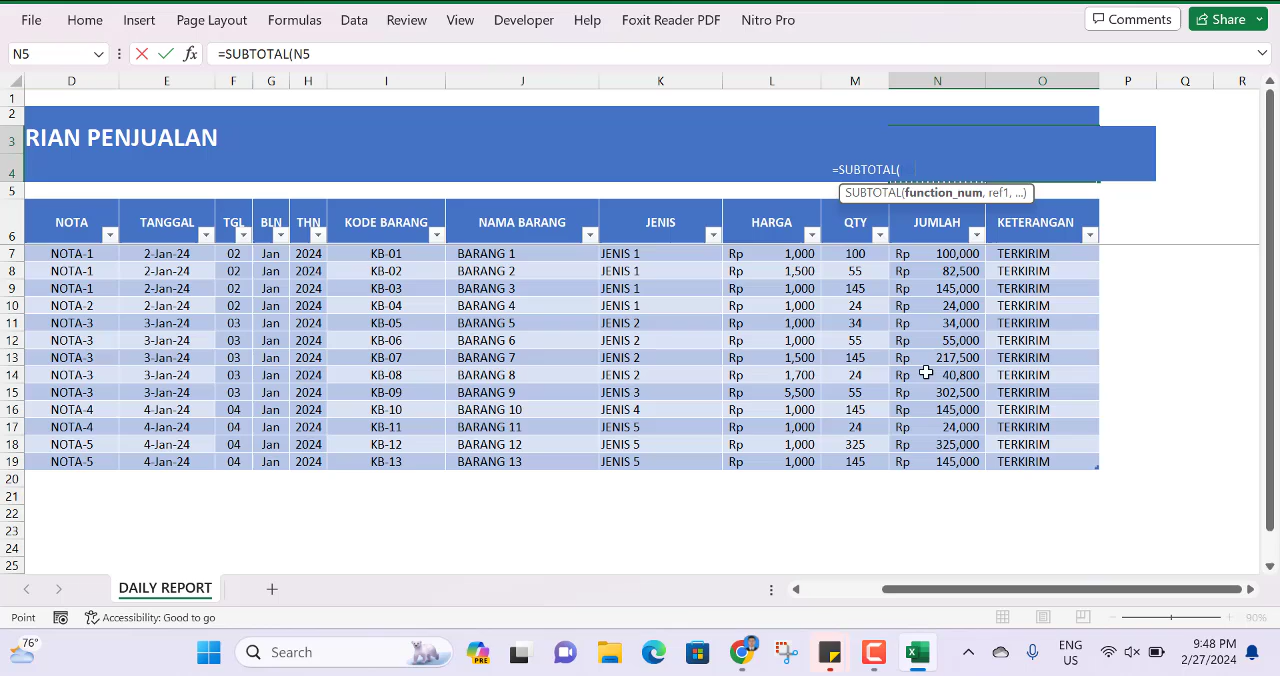 File Home Insert Page Layout Formulas Data Review View Developer Help Foxit Reader PDF Nitro Pro Comments Share
N5 fx =SUBTOTAL(N5
D E F G H I J K L M N O P Q R
1
2
3 RIAN PENJUALAN
4 =SUBTOTAL(
5 SUBTOTAL(function_num, ref1, ...)
6 NOTA TANGGAL TGL BLN THN KODE BARANG NAMA BARANG JENIS HARGA QTY JUMLAH KETERANGAN
7 NOTA-1 2-Jan-24 02 Jan 2024 KB-01 BARANG 1 JENIS 1 Rp 1,000 100 Rp 100,000 TERKIRIM
8 NOTA-1 2-Jan-24 02 Jan 2024 KB-02 BARANG 2 JENIS 1 Rp 1,500 55 Rp 82,500 TERKIRIM
9 NOTA-1 2-Jan-24 02 Jan 2024 KB-03 BARANG 3 JENIS 1 Rp 1,000 145 Rp 145,000 TERKIRIM
10 NOTA-2 2-Jan-24 02 Jan 2024 KB-04 BARANG 4 JENIS 1 Rp 1,000 24 Rp 24,000 TERKIRIM
11 NOTA-3 3-Jan-24 03 Jan 2024 KB-05 BARANG 5 JENIS 2 Rp 1,000 34 Rp 34,000 TERKIRIM
12 NOTA-3 3-Jan-24 03 Jan 2024 KB-06 BARANG 6 JENIS 2 Rp 1,000 55 Rp 55,000 TERKIRIM
13 NOTA-3 3-Jan-24 03 Jan 2024 KB-07 BARANG 7 JENIS 2 Rp 1,500 145 Rp 217,500 TERKIRIM
14 NOTA-3 3-Jan-24 03 Jan 2024 KB-08 BARANG 8 JENIS 2 Rp 1,700 24 Rp 40,800 TERKIRIM
15 NOTA-3 3-Jan-24 03 Jan 2024 KB-09 BARANG 9 JENIS 3 Rp 5,500 55 Rp 302,500 TERKIRIM
16 NOTA-4 4-Jan-24 04 Jan 2024 KB-10 BARANG 10 JENIS 4 Rp 1,000 145 Rp 145,000 TERKIRIM
17 NOTA-4 4-Jan-24 04 Jan 2024 KB-11 BARANG 11 JENIS 5 Rp 1,000 24 Rp 24,000 TERKIRIM
18 NOTA-5 4-Jan-24 04 Jan 2024 KB-12 BARANG 12 JENIS 5 Rp 1,000 325 Rp 325,000 TERKIRIM
19 NOTA-5 4-Jan-24 04 Jan 2024 KB-13 BARANG 13 JENIS 5 Rp 1,000 145 Rp 145,000 TERKIRIM
20
21
22
23
24
25
DAILY REPORT
Point Accessibility: Good to go 90%
76° Search PRE ENG 9:48 PM
US 2/27/2024